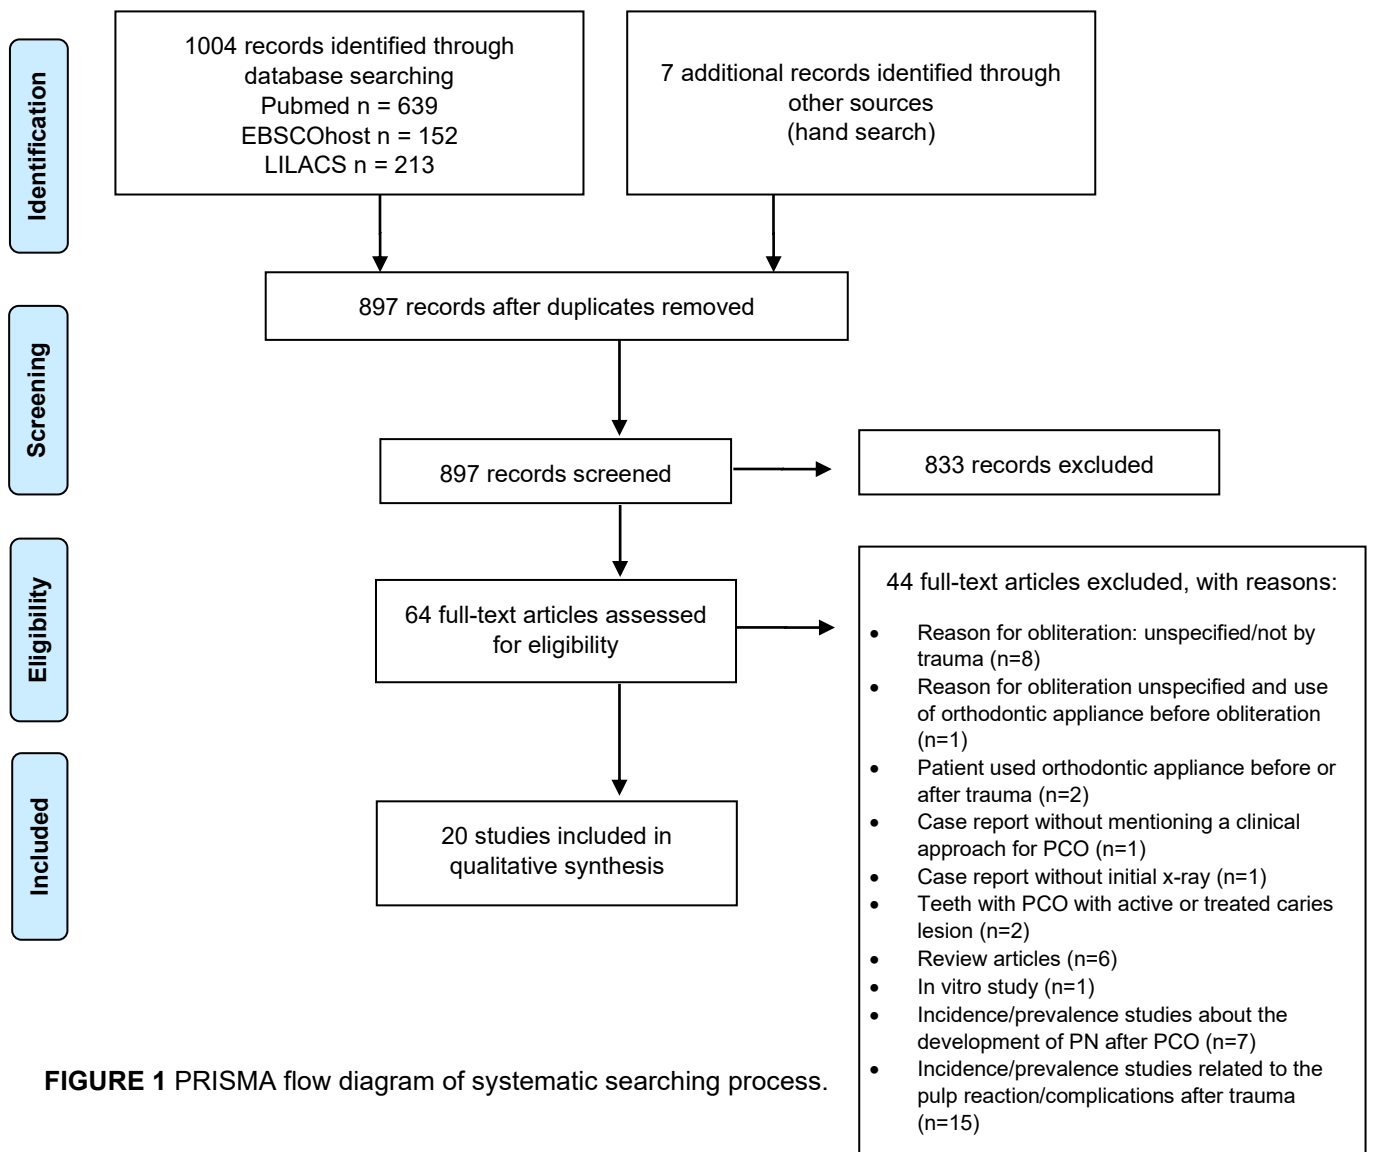 Identification
1004 records identified through
database searching
Pubmed n = 639
EBSCOhost n = 152
LILACS n = 213
7 additional records identified through
other sources
(hand search)
897 records after duplicates removed
Screening
897 records screened
833 records excluded
Eligibility
64 full-text articles assessed
for eligibility
44 full-text articles excluded, with reasons:
• Reason for obliteration: unspecified/not by
trauma (n=8)
• Reason for obliteration unspecified and use
of orthodontic appliance before obliteration
(n=1)
• Patient used orthodontic appliance before or
after trauma (n=2)
• Case report without mentioning a clinical
approach for PCO (n=1)
• Case report without initial x-ray (n=1)
• Teeth with PCO with active or treated caries
lesion (n=2)
• Review articles (n=6)
• In vitro study (n=1)
• Incidence/prevalence studies about the
development of PN after PCO (n=7)
• Incidence/prevalence studies related to the
pulp reaction/complications after trauma
(n=15)
Included
20 studies included in
qualitative synthesis
FIGURE 1 PRISMA flow diagram of systematic searching process.